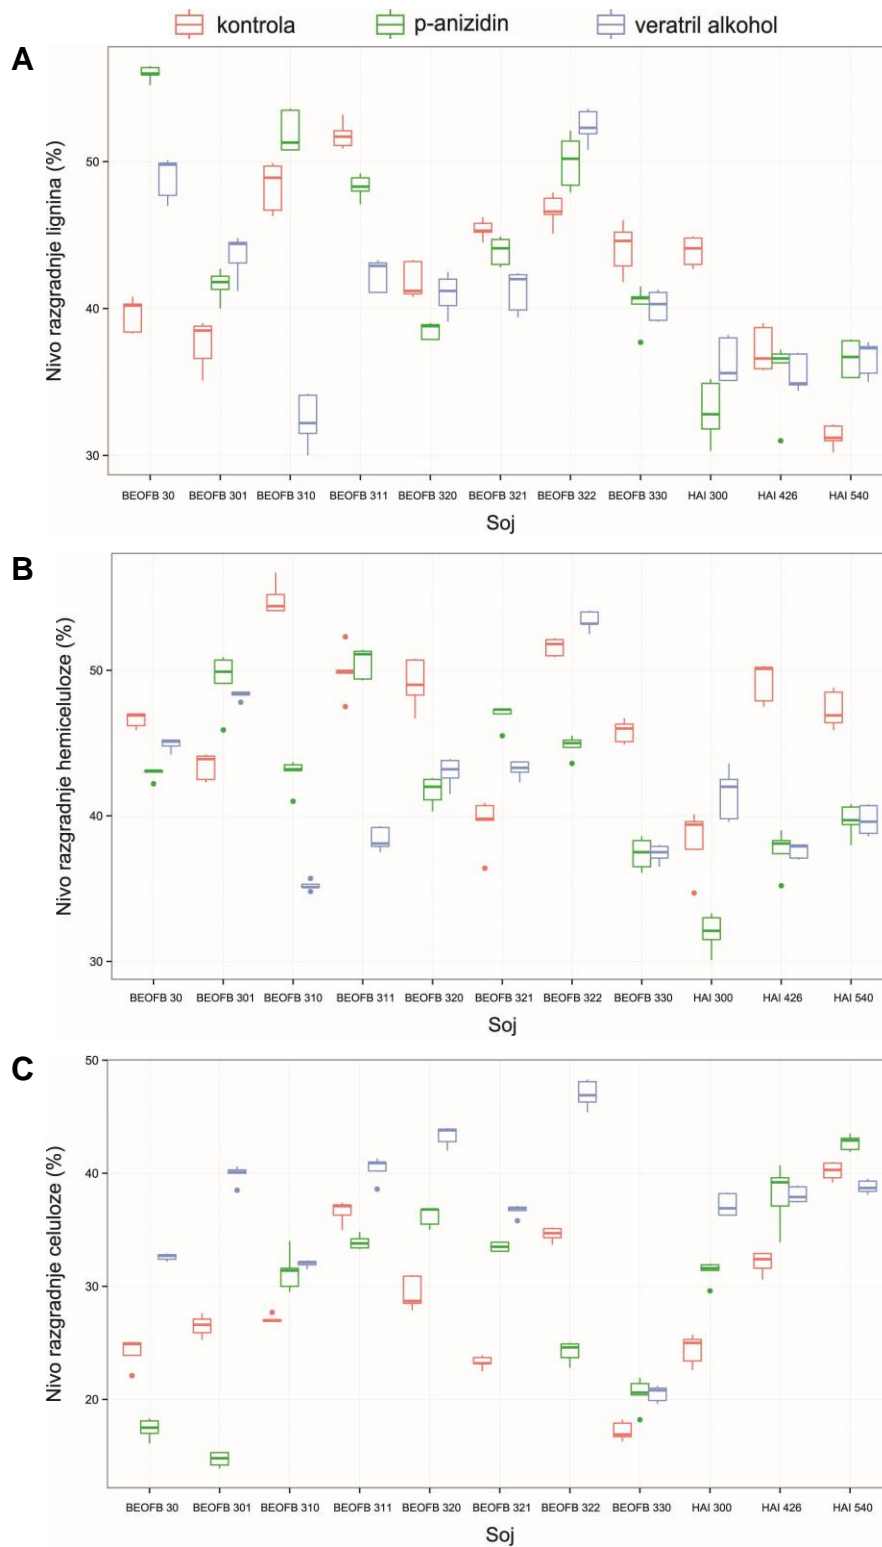 kontrola p-anizidin veratril alkohol
A
Nivo razgradnje lignina (%)
50
40
30
BEOFB 30 BEOFB 301 BEOFB 310 BEOFB 311 BEOFB 320 BEOFB 321 BEOFB 322 BEOFB 330 HAI 300 HAI 426 HAI 540
Soj
B
Nivo razgradnje hemiceluloze (%)
50
40
30
BEOFB 30 BEOFB 301 BEOFB 310 BEOFB 311 BEOFB 320 BEOFB 321 BEOFB 322 BEOFB 330 HAI 300 HAI 426 HAI 540
Soj
C
Nivo razgradnje celuloze (%)
50
40
30
20
BEOFB 30 BEOFB 301 BEOFB 310 BEOFB 311 BEOFB 320 BEOFB 321 BEOFB 322 BEOFB 330 HAI 300 HAI 426 HAI 540
Soj